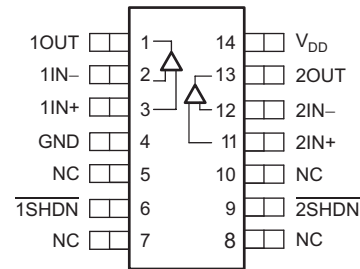 1OUT 1 14 VDD
1IN− 2 13 2OUT
1IN+ 3 12 2IN−
GND 4 11 2IN+
NC 5 10 NC
1SHDN 6 9 2SHDN
NC 7 8 NC